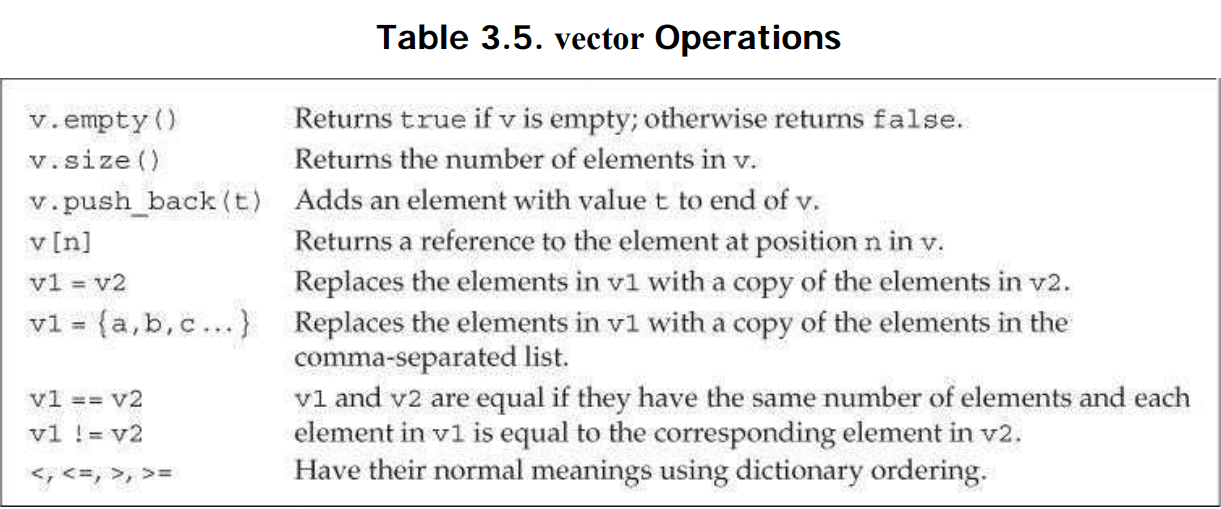 Table 3.5. vector Operations
v.empty() Returns true if v is empty; otherwise returns false.
v.size() Returns the number of elements in v.
v.push_back(t) Adds an element with value t to end of v.
v[n] Returns a reference to the element at position n in v.
v1 = v2 Replaces the elements in v1 with a copy of the elements in v2.
v1 = {a,b,c ... } Replaces the elements in v1 with a copy of the elements in the
comma-separated list.
v1 == v2 v1 and v2 are equal if they have the same number of elements and each
v1 != v2 element in v1 is equal to the corresponding element in v2.
<, <=, >, >= Have their normal meanings using dictionary ordering.